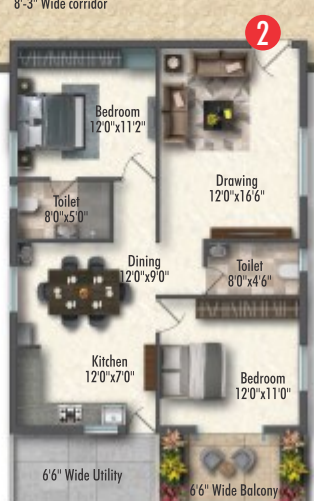 8'-3" Wide corridor
2
Bedroom
12'0"x11'2"
Drawing
12'0"x16'6"
Toilet
8'0"x5'0"
Dining
12'0"x9'0"
Toilet
8'0"x4'6"
Kitchen
12'0"x7'0"
Bedroom
12'0"x11'0"
6'6" Wide Utility
6'6" Wide Balcony